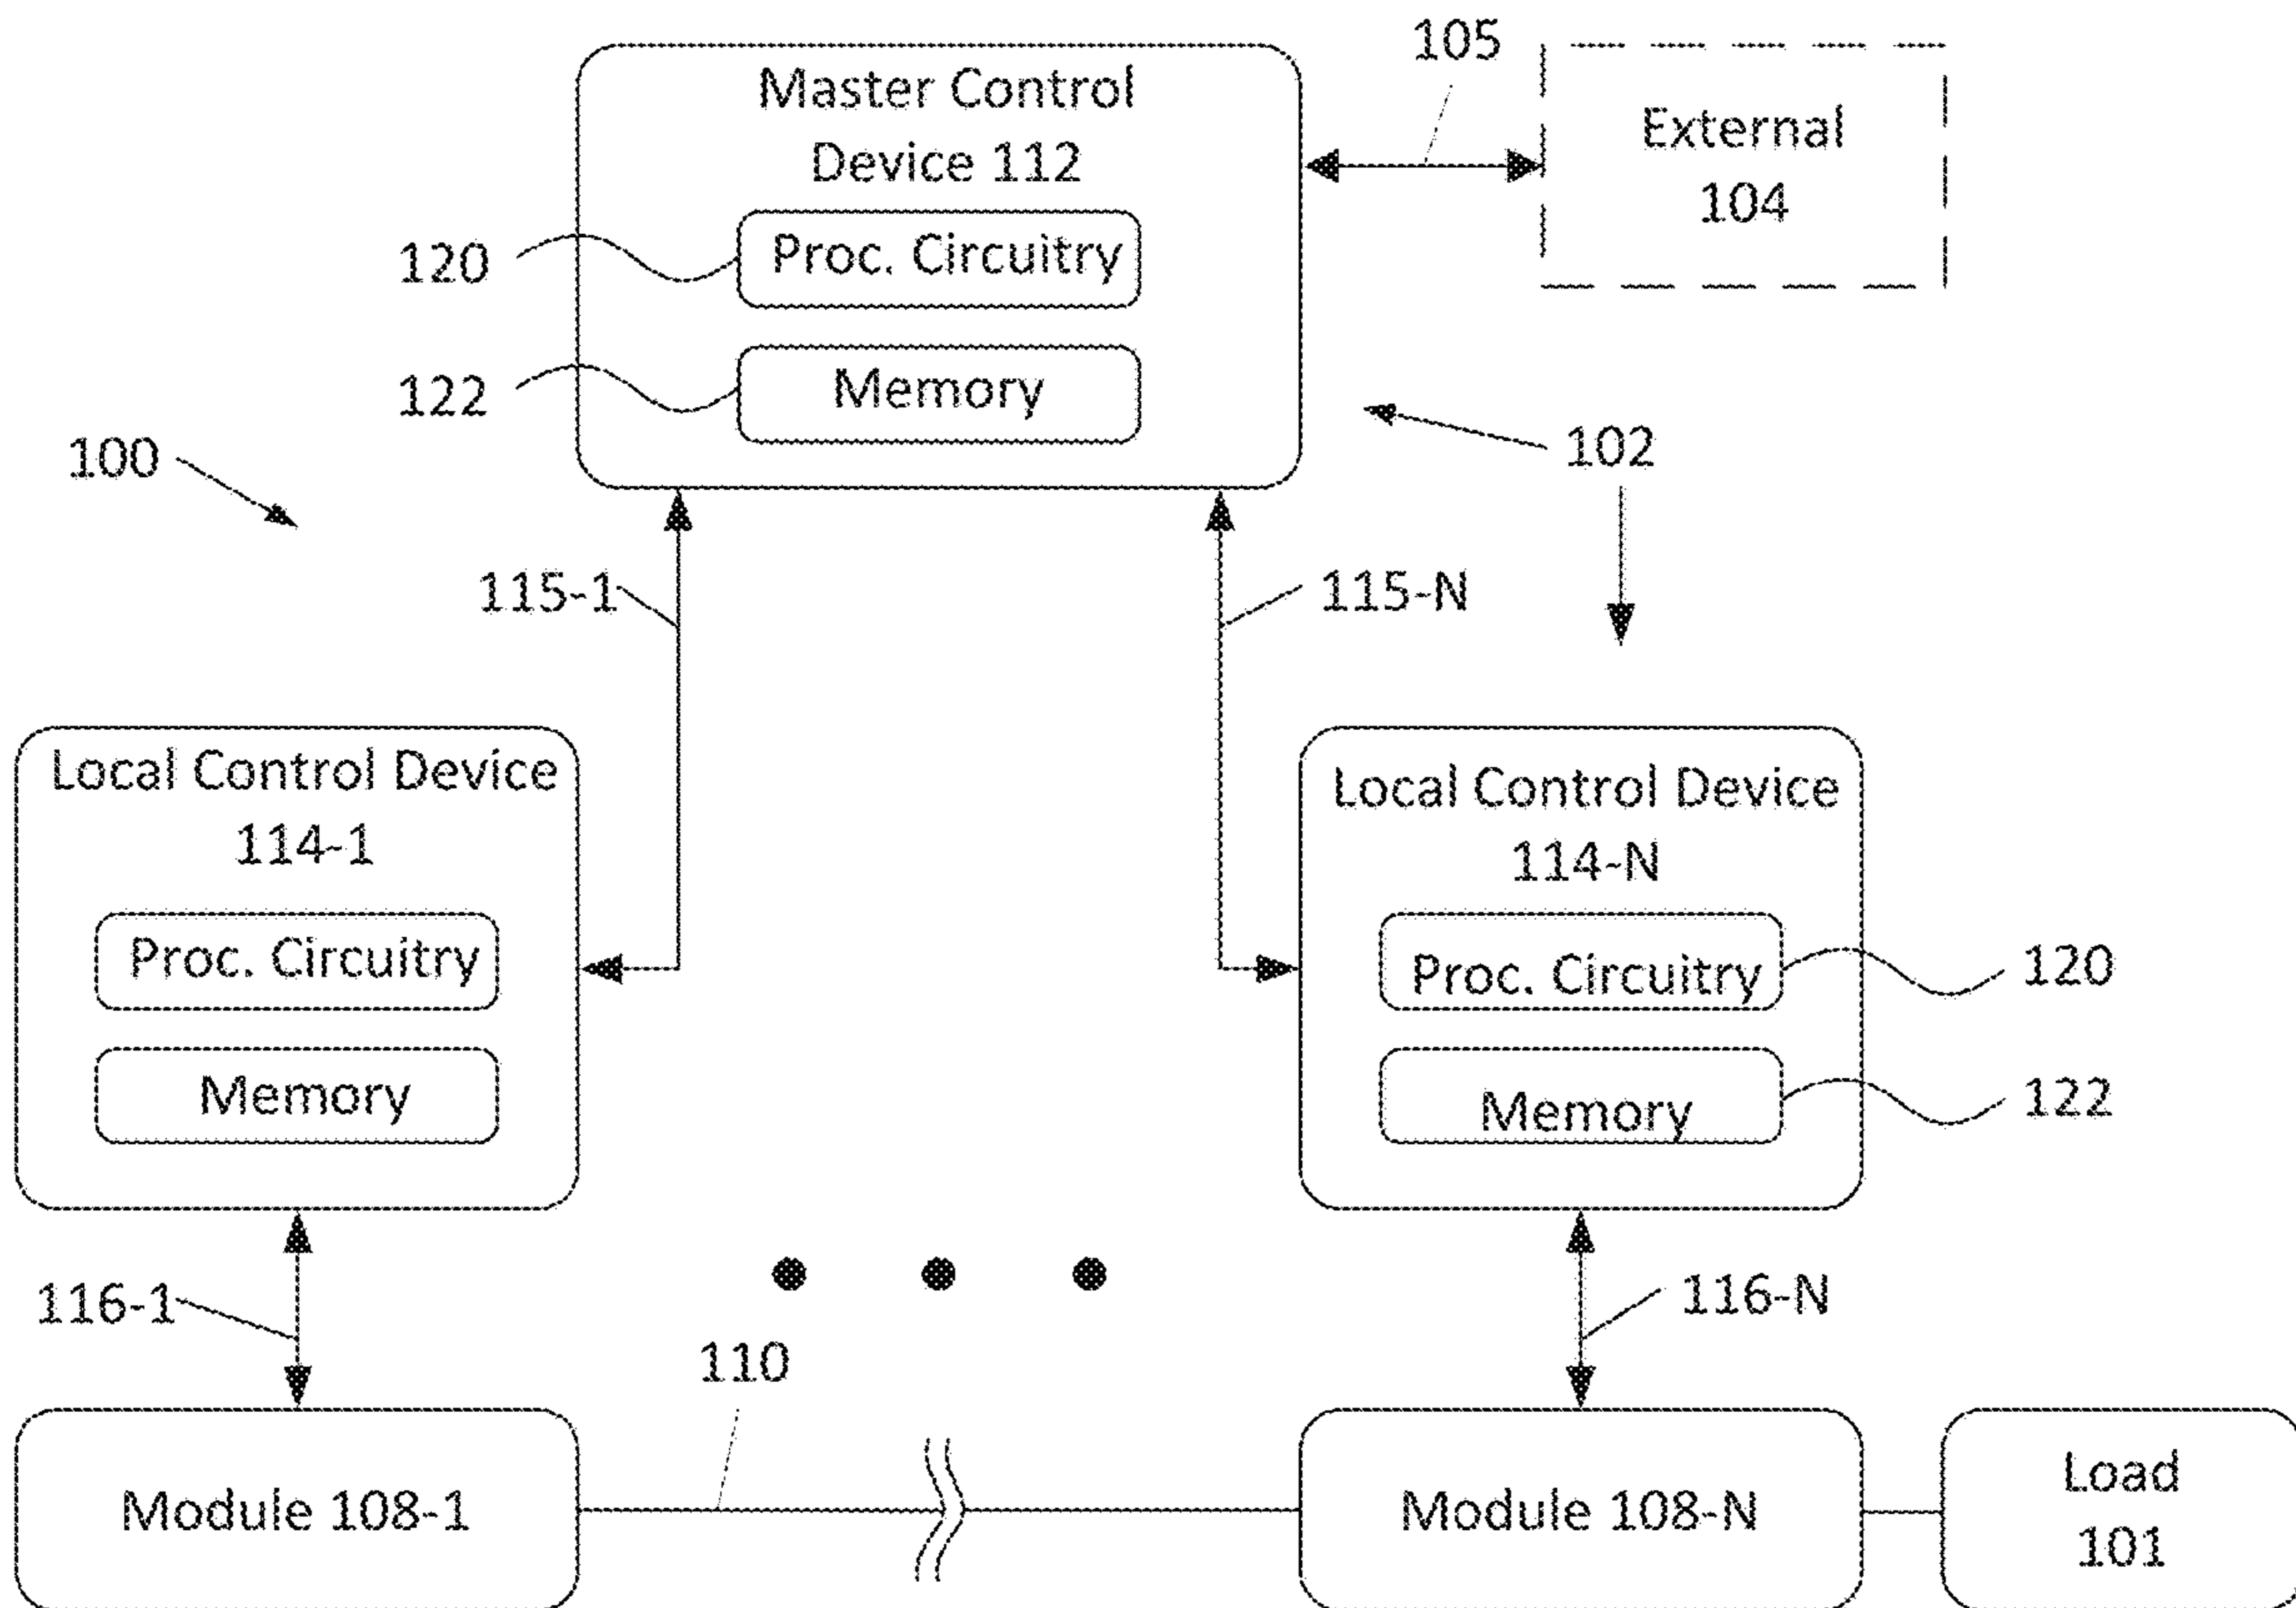 105
Master Control
Device 112
External
104
120
Proc. Circuitry
122
Memory
100
102
115-1
115-N
Local Control Device
114-1
Local Control Device
114-N
Proc. Circuitry
Proc. Circuitry
120
Memory
Memory
122
116-1
116-N
110
Module 108-1
Module 108-N
Load
101